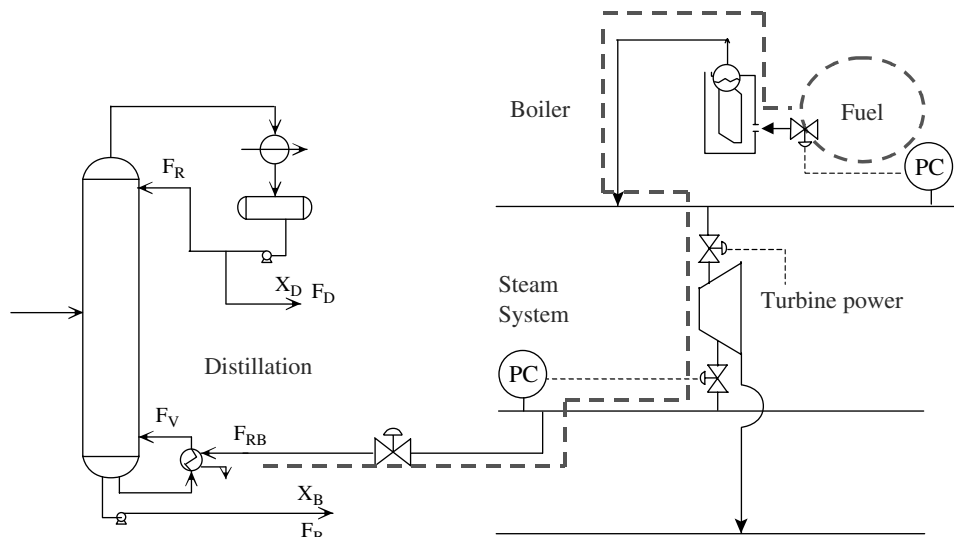 Boiler
Fuel
PC
F_R
X_D F_D
Steam
System
Turbine power
Distillation
PC
F_V
F_RB
X_B
F_B